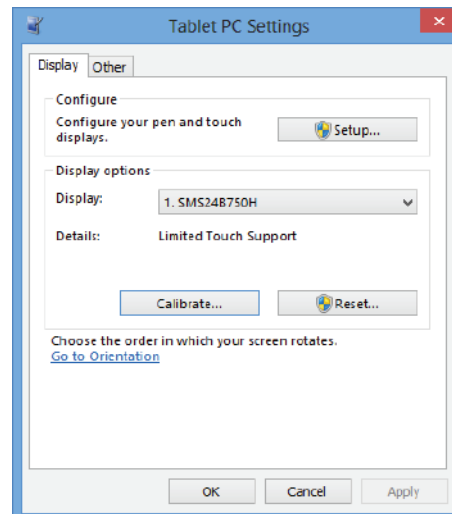 Tablet PC Settings
Display Other
Configure
Configure your pen and touch
displays.
Setup...
Display options
Display: 1. SMS24B750H
Details: Limited Touch Support
Calibrate... Reset...
Choose the order in which your screen rotates.
Go to Orientation
OK Cancel Apply